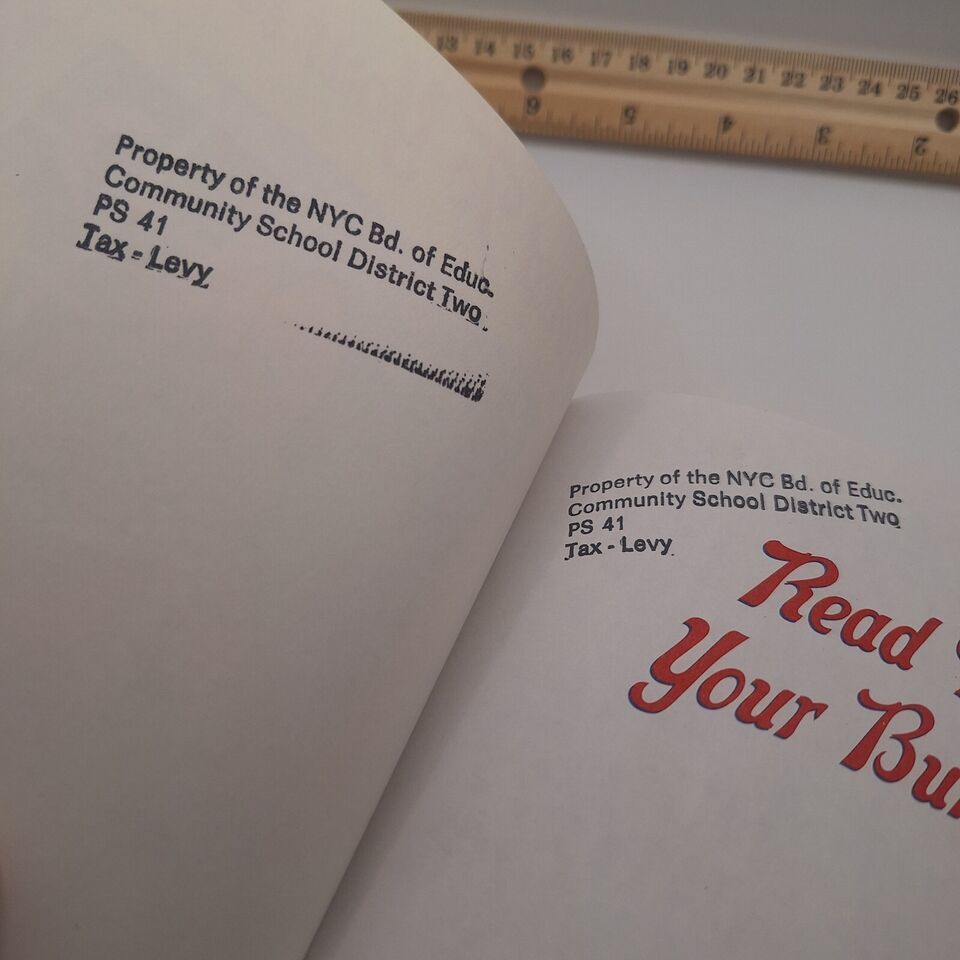 13 14 15 16 17 18 19 20 21 22 23 24 25 26
6 5 4 3 2
Property of the NYC Bd. of Educ.
Community School District Two
PS 41
Tax - Levy
Property of the NYC Bd. of Educ.
Community School District Two
PS 41
Tax - Levy
Read
Your